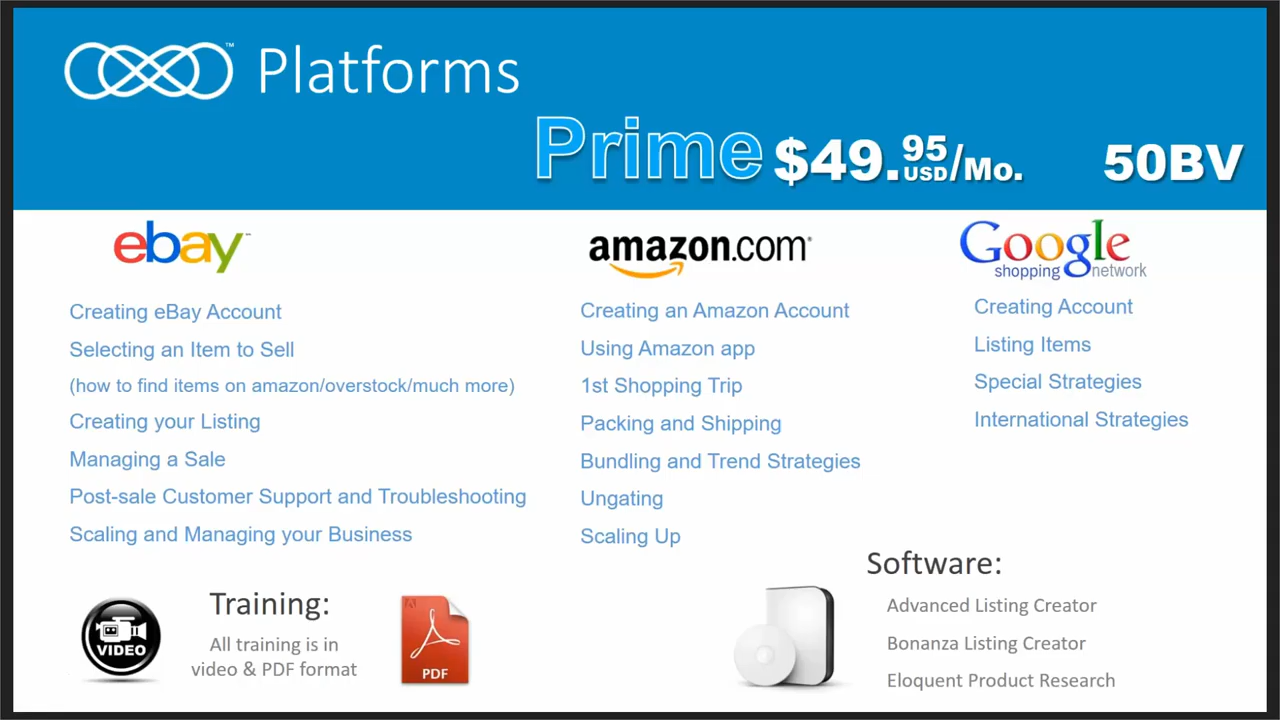 Platforms
™
Prime $49.95 USD/Mo. 50BV
ebay™
Creating eBay Account
Selecting an Item to Sell
(how to find items on amazon/overstock/much more)
Creating your Listing
Managing a Sale
Post-sale Customer Support and Troubleshooting
Scaling and Managing your Business
amazon.com®
Creating an Amazon Account
Using Amazon app
1st Shopping Trip
Packing and Shipping
Bundling and Trend Strategies
Ungating
Scaling Up
Google
shopping network
Creating Account
Listing Items
Special Strategies
International Strategies
VIDEO
Training:
All training is in
video & PDF format
PDF
Software:
Advanced Listing Creator
Bonanza Listing Creator
Eloquent Product Research